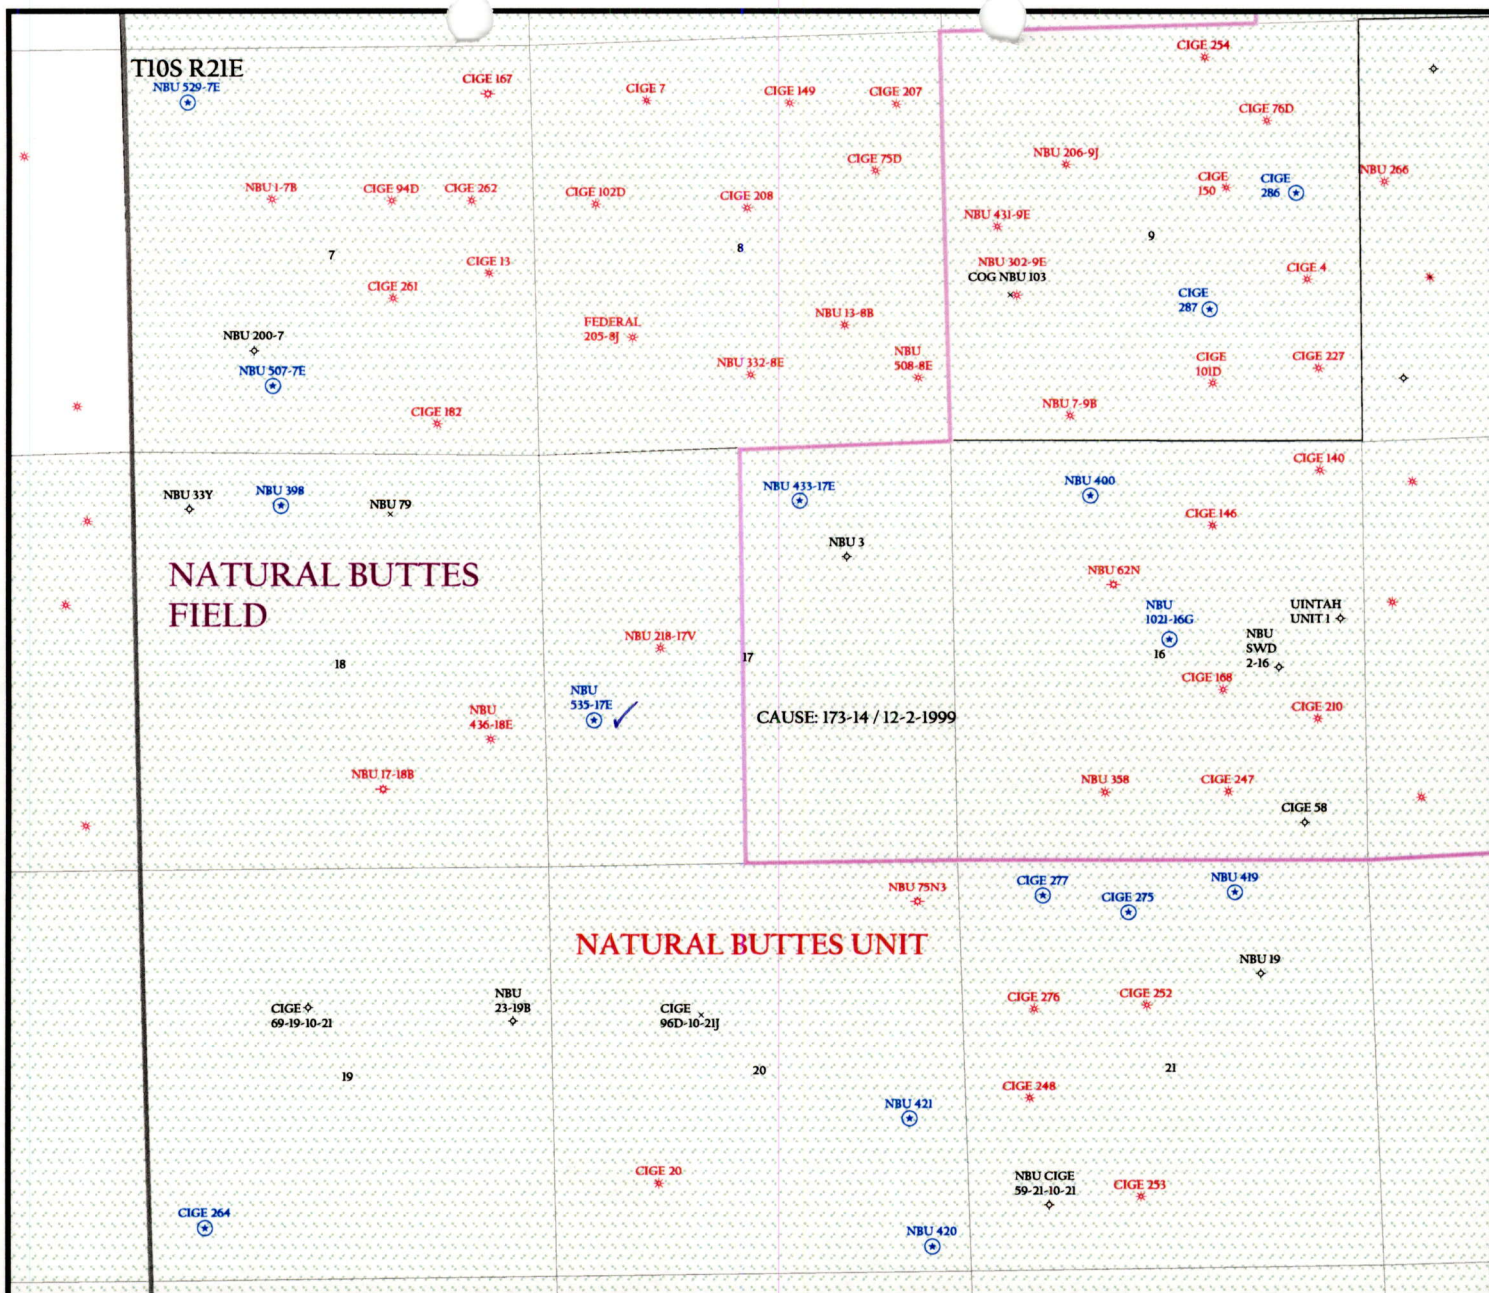 T10S R21E
NBU 529-7E
CIGE 167
CIGE 7
CIGE 149
CIGE 207
CIGE 254
CIGE 76D
NBU 1-7B
CIGE 94D
CIGE 262
CIGE 102D
CIGE 208
CIGE 75D
NBU 206-9J
CIGE
150
CIGE
286
NBU 266
NBU 431-9E
7
8
9
CIGE 13
CIGE 261
NBU 302-9E
COG NBU 103
CIGE 4
CIGE
287
FEDERAL
205-8J
NBU 13-8B
NBU 200-7
NBU 507-7E
NBU 332-8E
NBU
508-8E
CIGE
101D
CIGE 227
CIGE 182
NBU 7-9B
CIGE 140
NBU 33Y
NBU 398
NBU 79
NBU 433-17E
NBU 400
CIGE 146
NBU 3
NATURAL BUTTES
FIELD
NBU 62N
NBU
1021-16G
UINTAH
UNIT 1
NBU
SWD
2-16
18
NBU 218-17V
17
16
NBU
535-17E
CIGE 168
NBU
436-18E
CAUSE: 173-14 / 12-2-1999
CIGE 210
NBU 17-18B
NBU 358
CIGE 247
CIGE 58
NBU 75N3
CIGE 277
CIGE 275
NBU 419
NATURAL BUTTES UNIT
NBU 19
CIGE
69-19-10-21
NBU
23-19B
CIGE
96D-10-21J
CIGE 276
CIGE 252
19
20
21
CIGE 248
NBU 421
CIGE 20
NBU CIGE
59-21-10-21
CIGE 253
CIGE 264
NBU 420